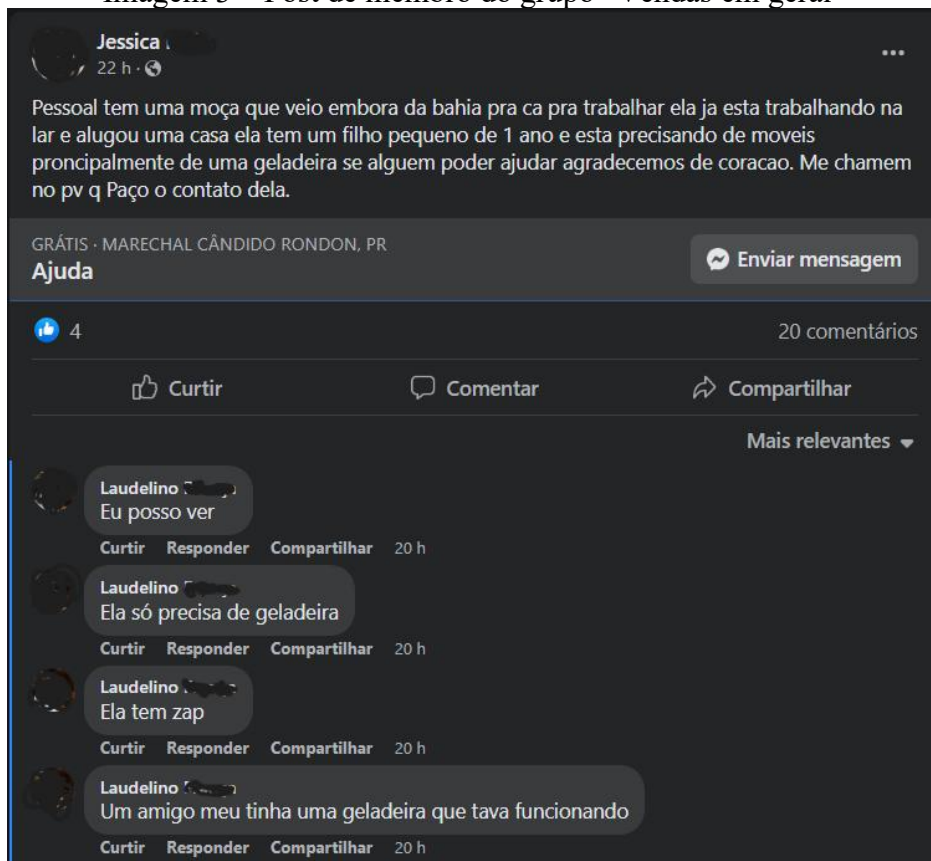 Imagem 3 – Post de membro do grupo "Vendas em geral"
Jessica
22 h ·
Pessoal tem uma moça que veio embora da bahia pra ca pra trabalhar ela ja esta trabalhando na
lar e alugou uma casa ela tem um filho pequeno de 1 ano e esta precisando de moveis
proncipalmente de uma geladeira se alguem poder ajudar agradecemos de coracao. Me chamem
no pv q Paço o contato dela.
GRÁTIS · MARECHAL CÂNDIDO RONDON, PR
Ajuda
Enviar mensagem
4
20 comentários
Curtir Comentar Compartilhar
Mais relevantes
Laudelino
Eu posso ver
Curtir Responder Compartilhar 20 h
Laudelino
Ela só precisa de geladeira
Curtir Responder Compartilhar 20 h
Laudelino
Ela tem zap
Curtir Responder Compartilhar 20 h
Laudelino
Um amigo meu tinha uma geladeira que tava funcionando
Curtir Responder Compartilhar 20 h